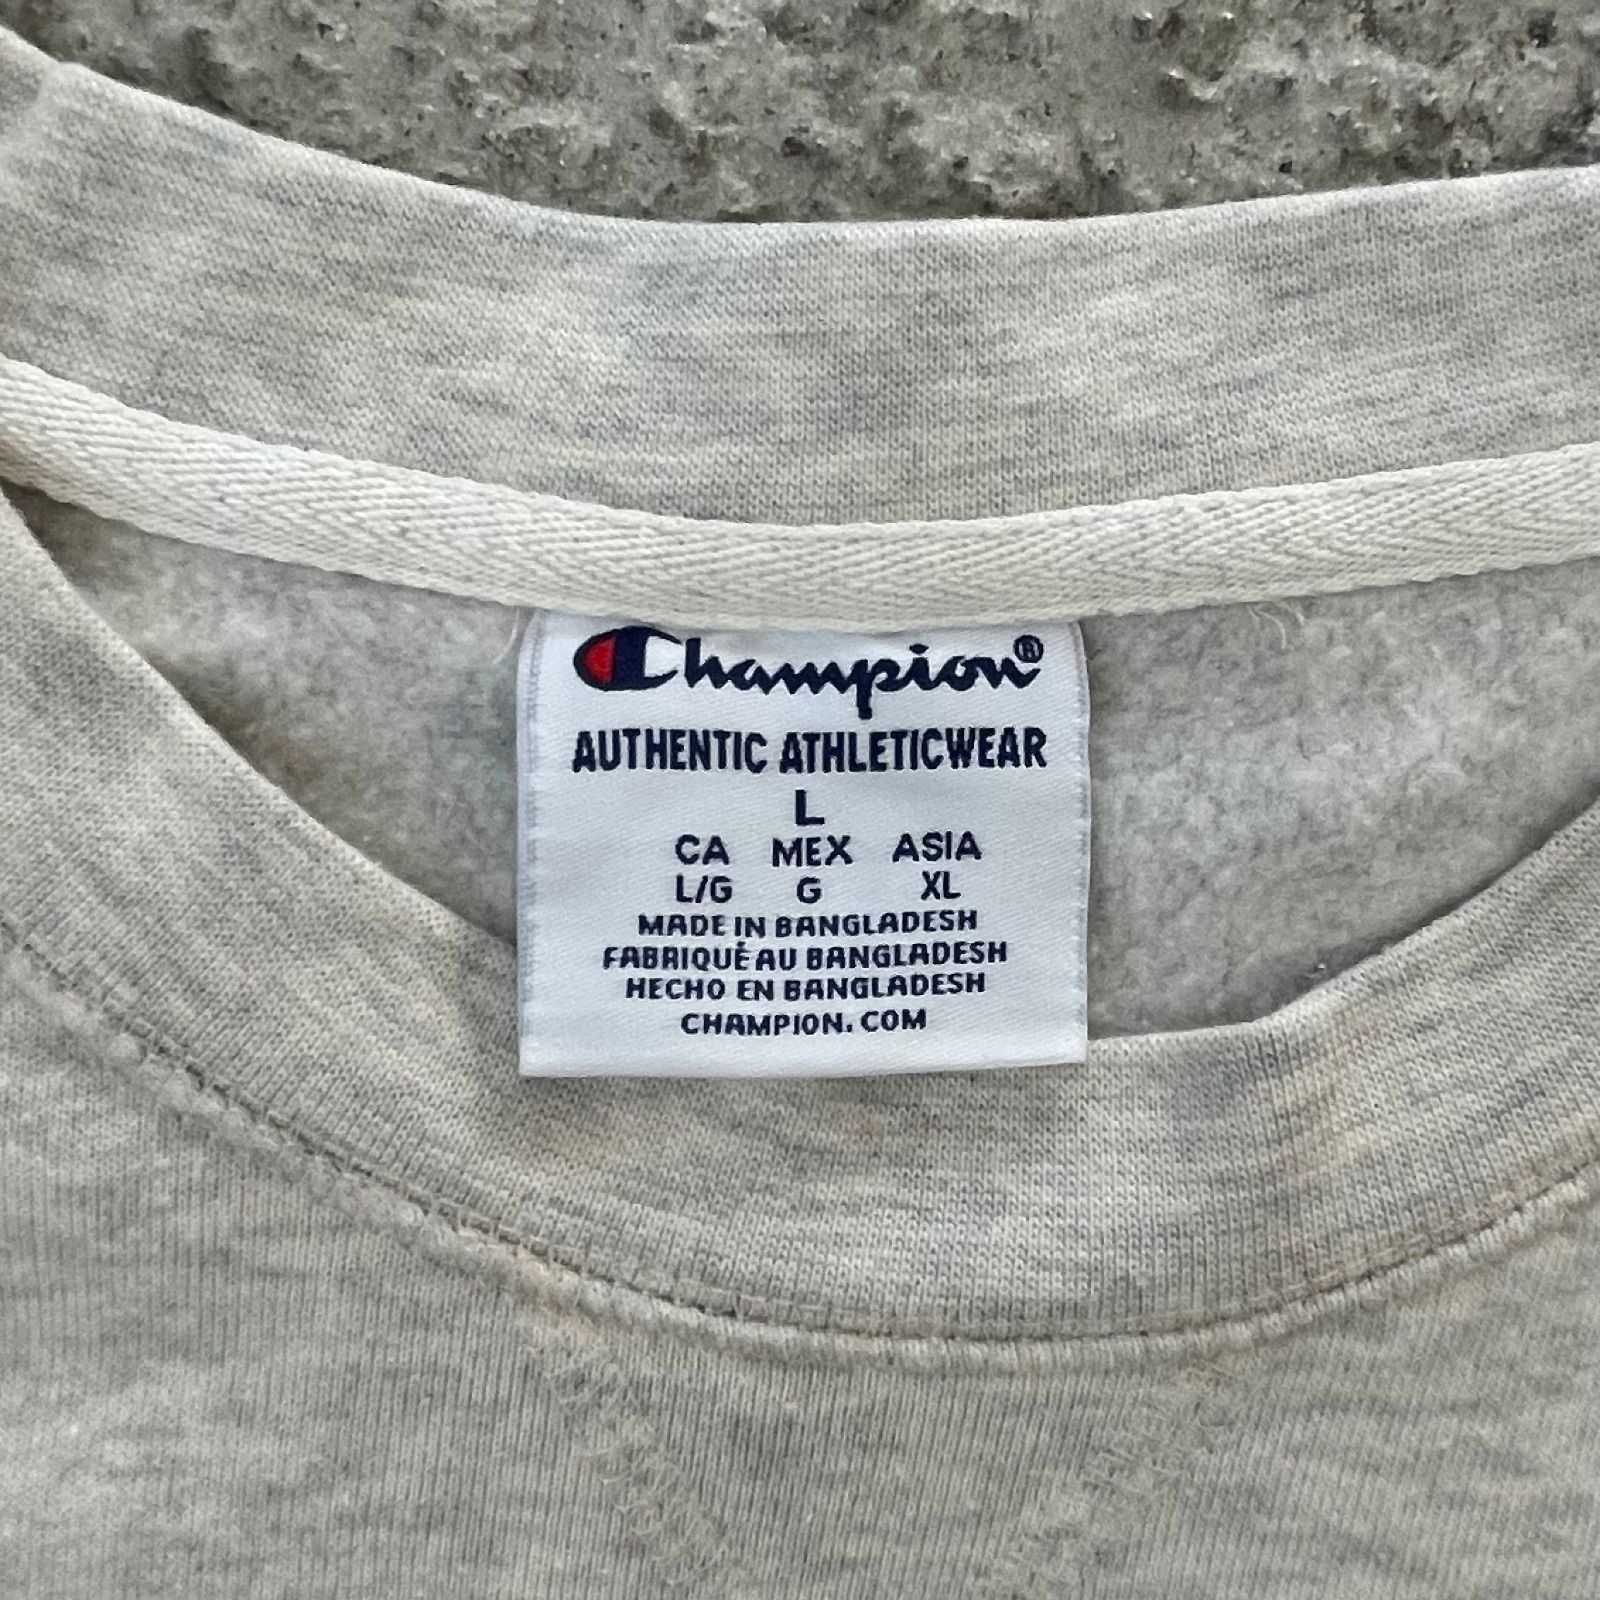 Champion®
AUTHENTIC ATHLETICWEAR
L
CA MEX ASIA
L/G G XL
MADE IN BANGLADESH
FABRIQUÉ AU BANGLADESH
HECHO EN BANGLADESH
CHAMPION.COM